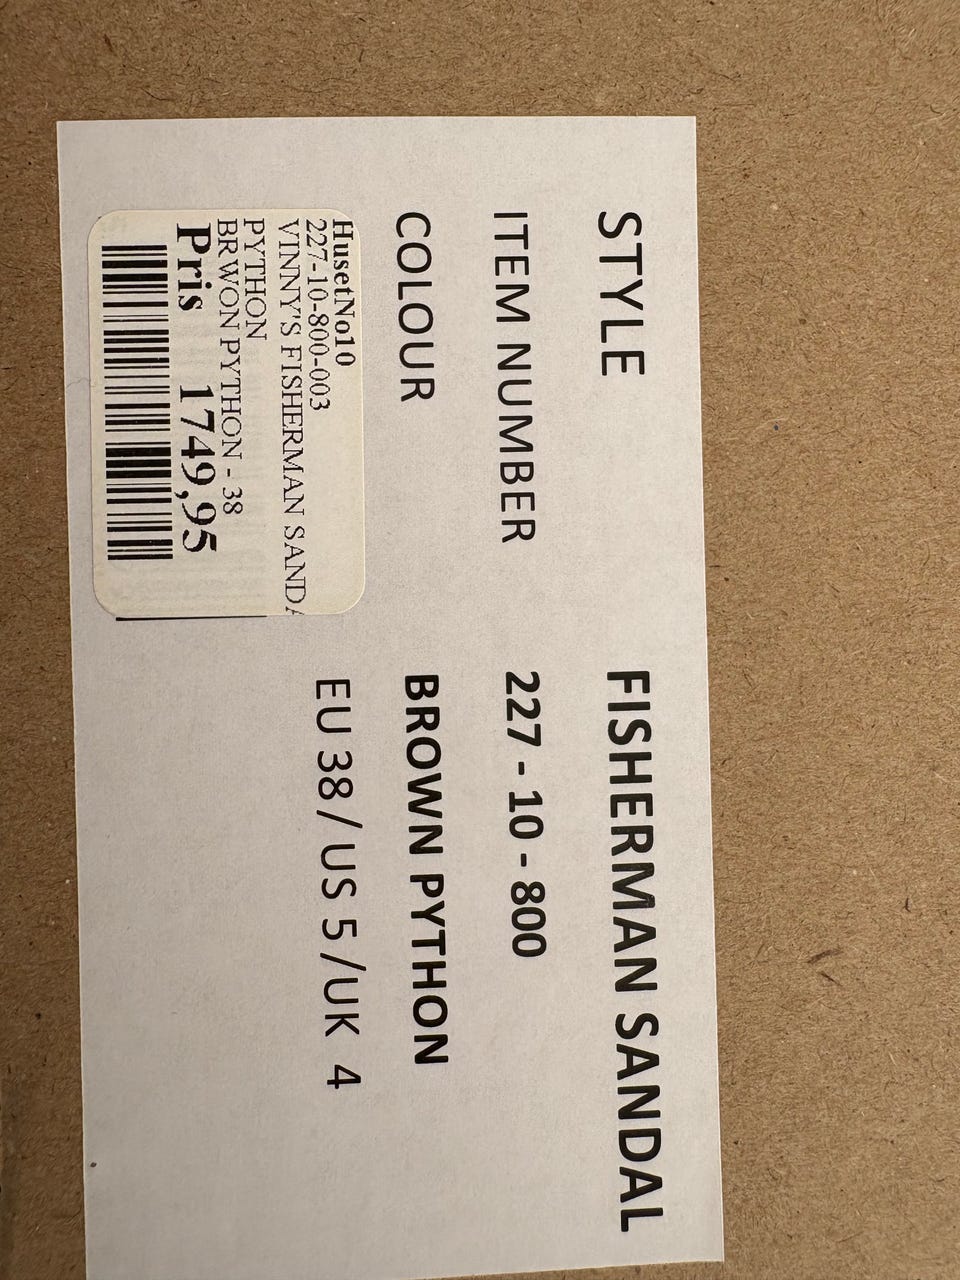 STYLE FISHERMAN SANDAL
ITEM NUMBER 227 - 10 - 800
COLOUR BROWN PYTHON
EU 38 / US 5 /UK 4
HusetNo10
227-10-800-003
VINNY'S FISHERMAN SANDA
PYTHON
BRWON PYTHON - 38
Pris 1749,95